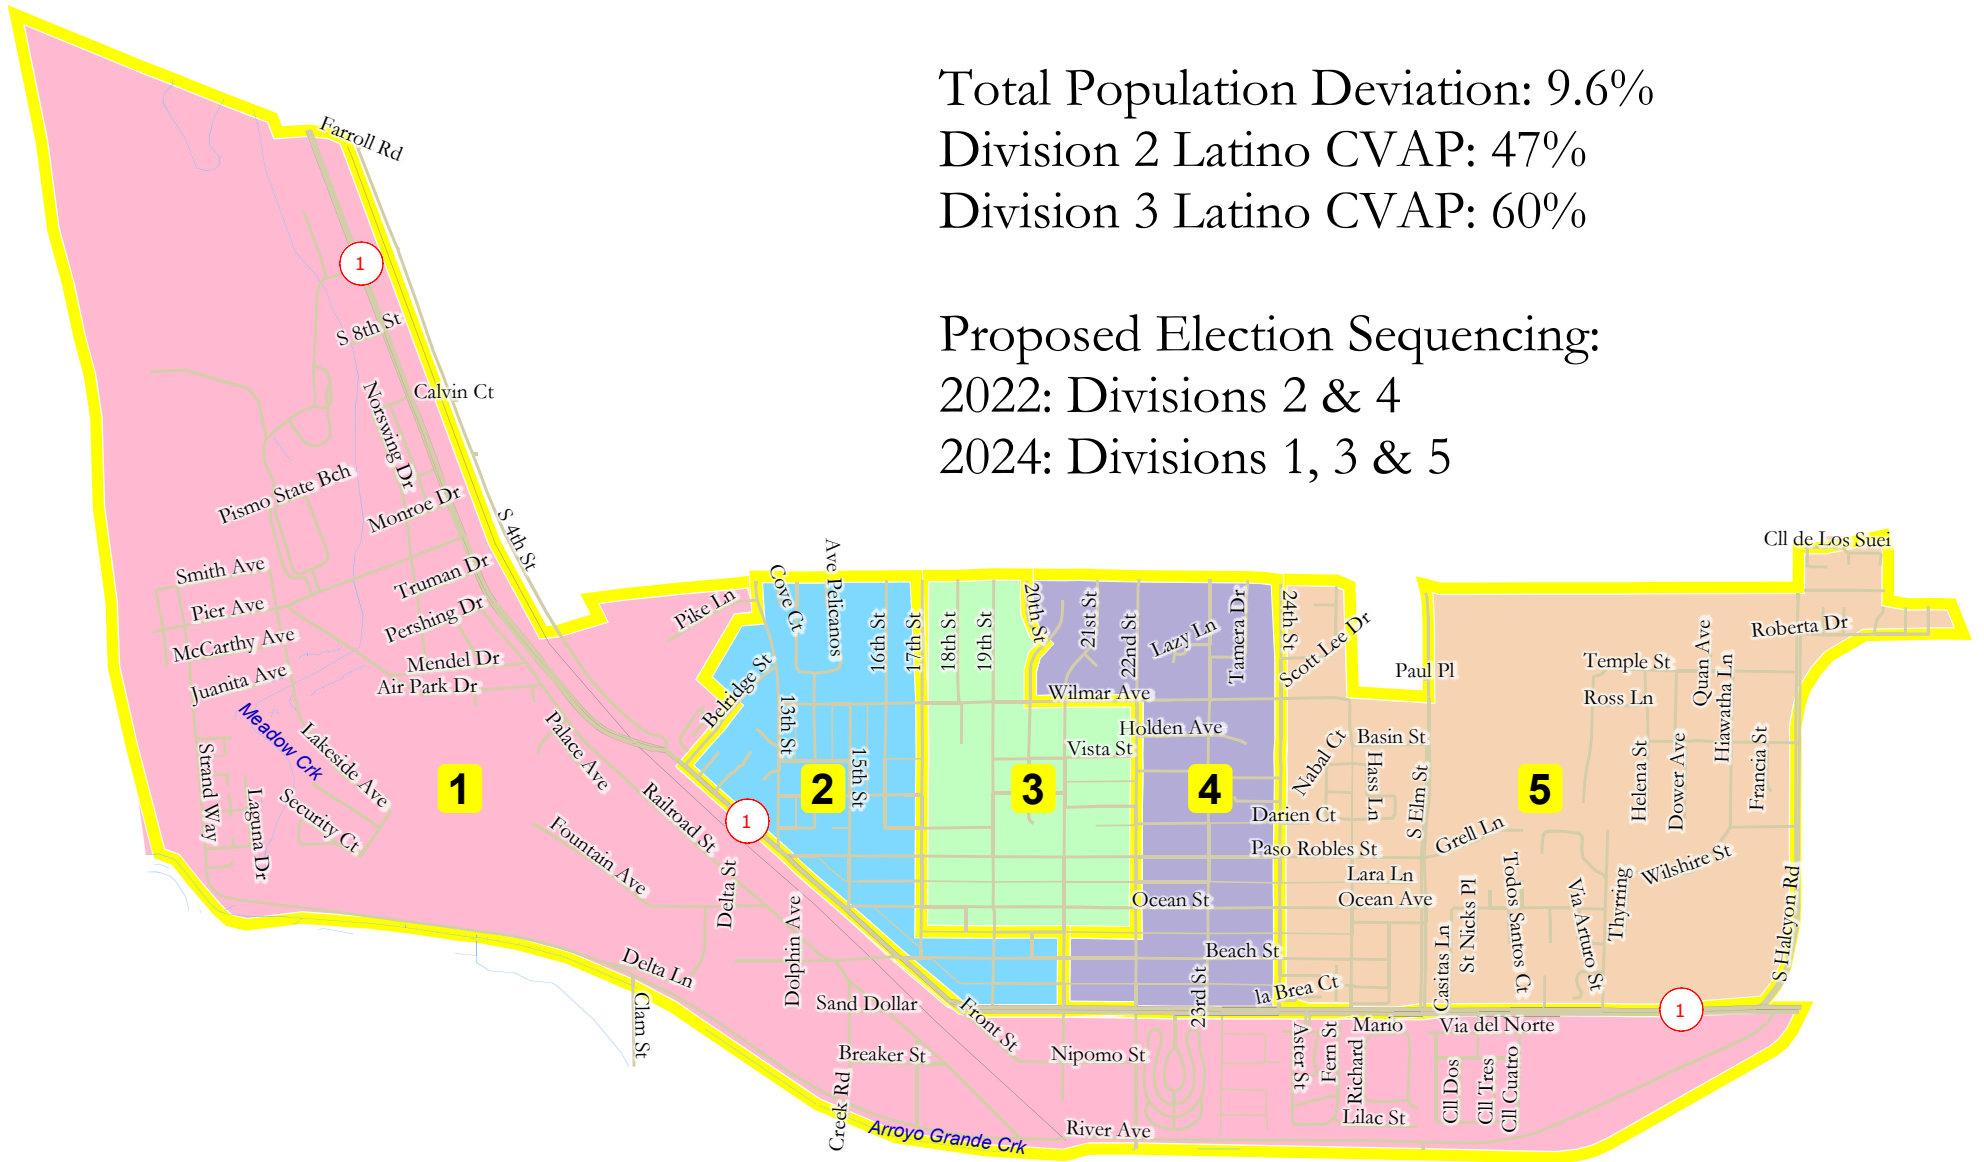 Total Population Deviation: 9.6%
Division 2 Latino CVAP: 47%
Division 3 Latino CVAP: 60%
Proposed Election Sequencing:
2022: Divisions 2 & 4
2024: Divisions 1, 3 & 5
Farroll Rd
1
S 8th St
Calvin Ct
Norswing Dr
Pismo State Bch
Monroe Dr
S 4th St
Smith Ave
Truman Dr
Pier Ave
Pershing Dr
McCarthy Ave
Mendel Dr
Juanita Ave
Air Park Dr
Meadow Crk
Lakeside Ave
Strand Way
Laguna Dr
Security Ct
Palace Ave
1
Railroad St
Fountain Ave
Delta St
Dolphin Ave
Delta Ln
Clam St
Sand Dollar
Breaker St
Creek Rd
Arroyo Grande Crk
Front St
Nipomo St
River Ave
Pike Ln
Belridge St
Cove Ct
Ave Pelicanos
13th St
15th St
16th St
17th St
2
1
18th St
19th St
20th St
3
Vista St
Wilmar Ave
Holden Ave
21st St
22nd St
Lazy Ln
Tamera Dr
4
Ocean St
Beach St
23rd St
24th St
Scott Lee Dr
Paul Pl
Nabal Ct
Basin St
Hass Ln
S Elm St
Darien Ct
Paso Robles St
Lara Ln
Ocean Ave
la Brea Ct
Grell Ln
5
Casitas Ln
St Nicks Pl
Todos Santos Ct
Via Arturo St
Thyrring
Wilshire St
Temple St
Ross Ln
Quan Ave
Hiawatha Ln
Helena St
Dower Ave
Francia St
Roberta Dr
Cll de Los Suei
S Halcyon Rd
1
Aster St
Fern St
Richard
Mario
Via del Norte
Lilac St
Cll Dos
Cll Tres
Cll Cuatro